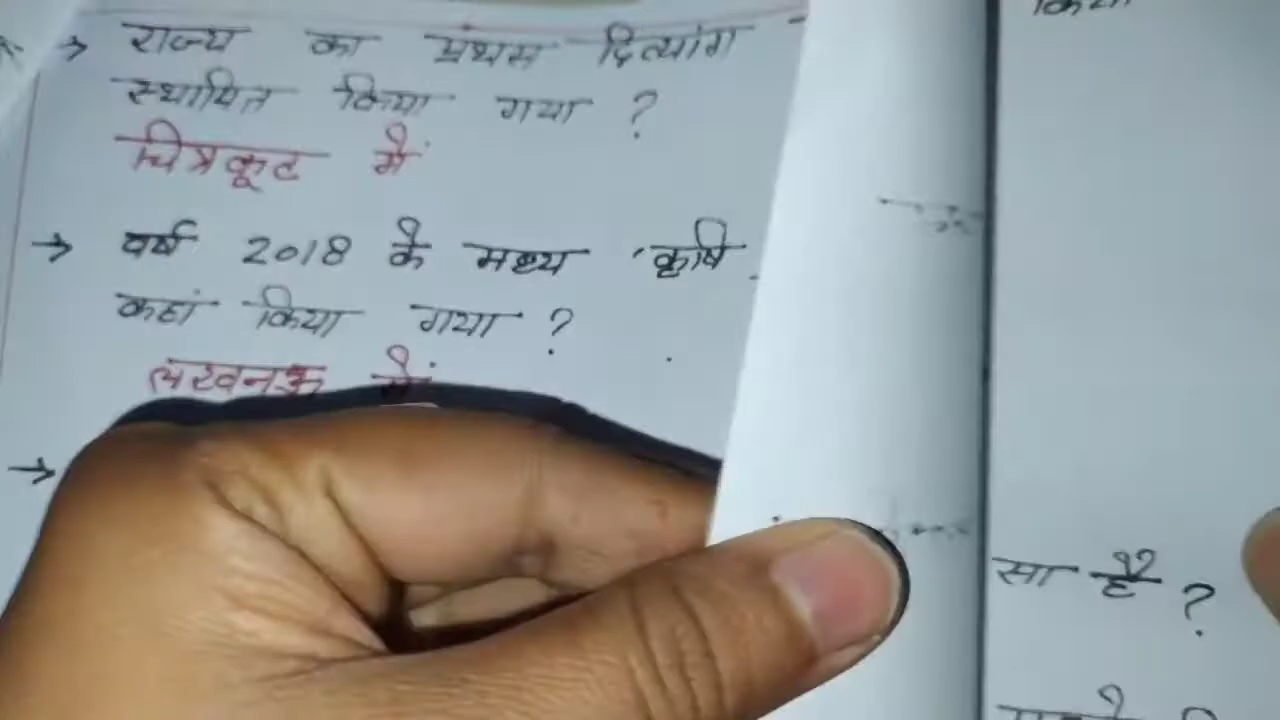 → राज्य का प्रथम दिव्यांग
स्थापित किया गया ?
चित्रकूट में
→ वर्ष 2018 के मध्य 'कृषि
कहां किया गया ?
लखनऊ में
→
किया
सा है ?